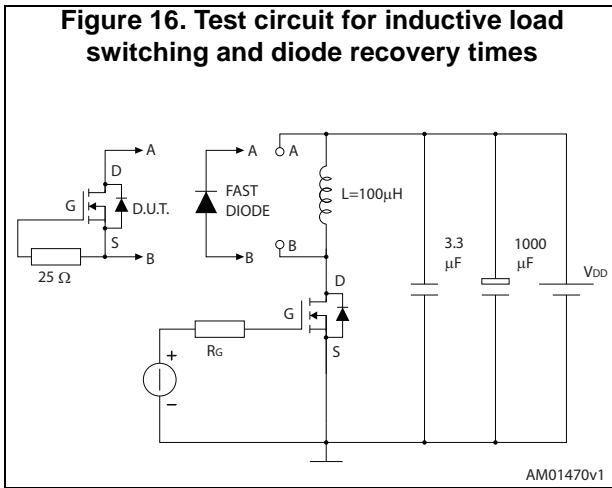 Figure 16. Test circuit for inductive load
switching and diode recovery times
A
D
G
D.U.T.
S
B
25 Ω
A
FAST
DIODE
B
A
L=100μH
B
3.3
μF
1000
μF
VDD
D
G
S
RG
+
−
AM01470v1